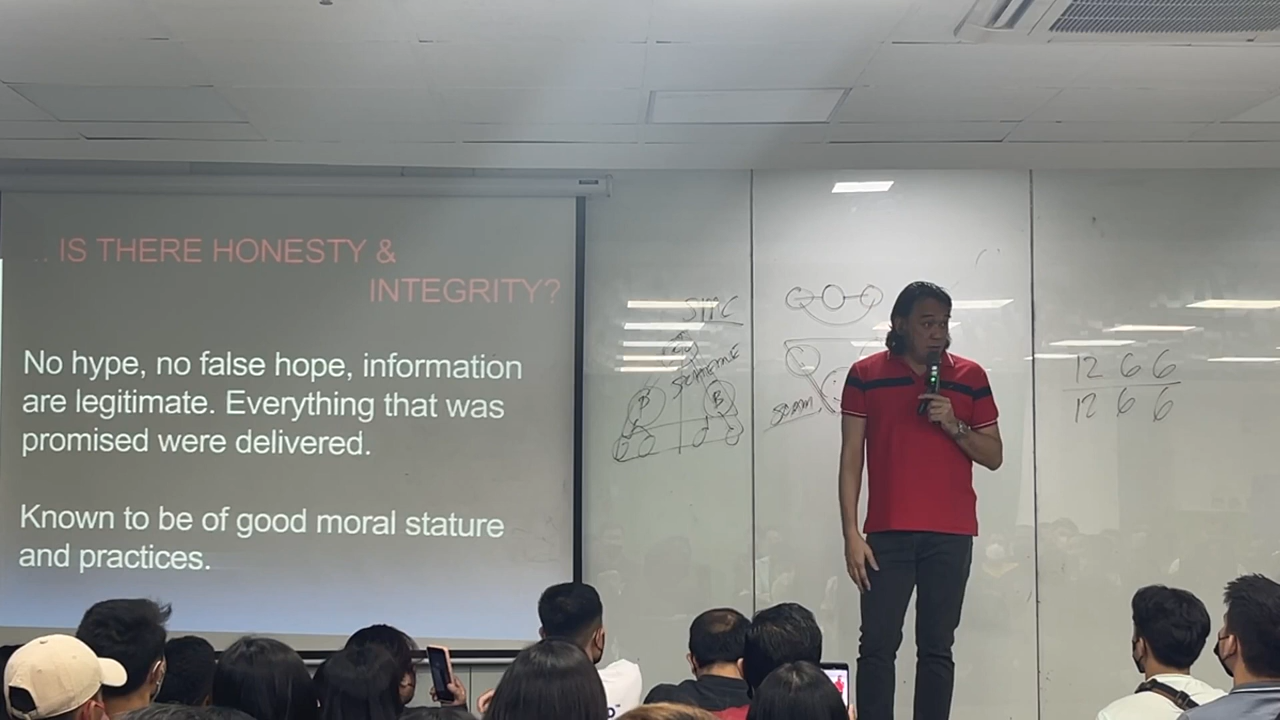 .. IS THERE HONESTY &
INTEGRITY?
No hype, no false hope, information
are legitimate. Everything that was
promised were delivered.
Known to be of good moral stature
and practices.
SCHEME
B
SCAM
12 6 6
12 6 6